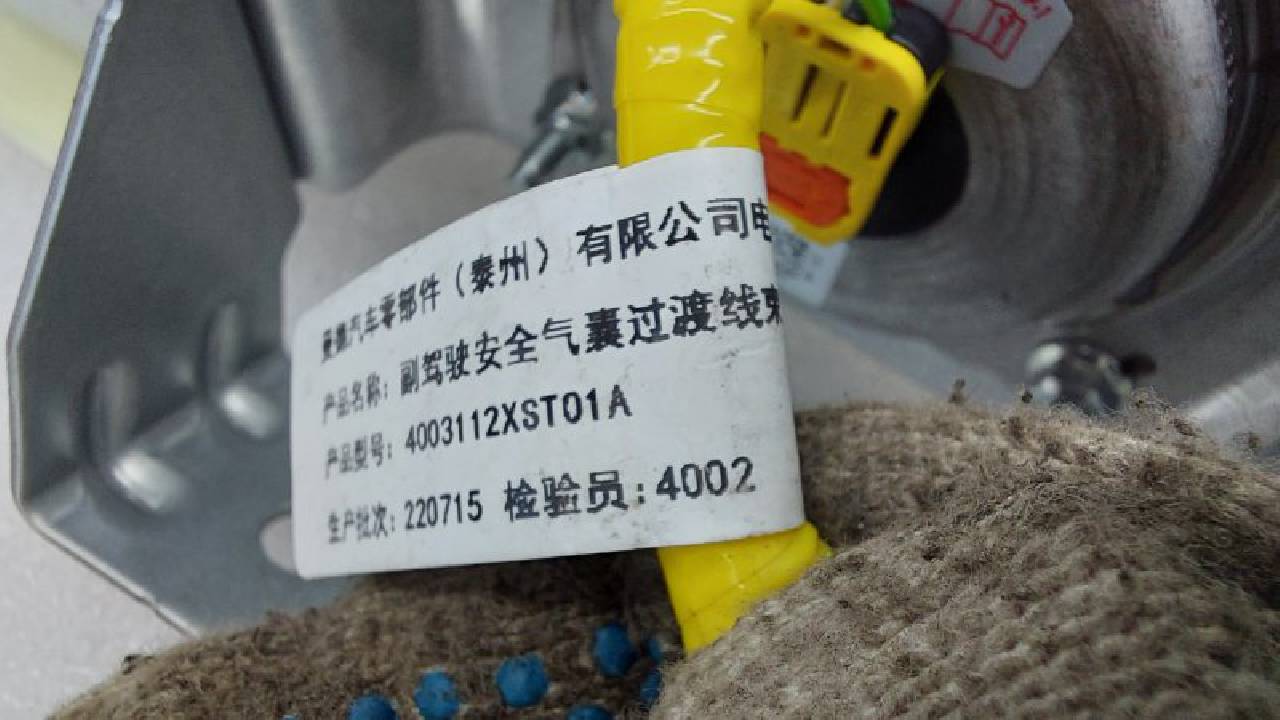 曼徽汽车零部件（泰州）有限公司电
产品名称：副驾驶安全气囊过渡线束
产品型号：4003112XST01A
生产批次：220715 检验员：4002